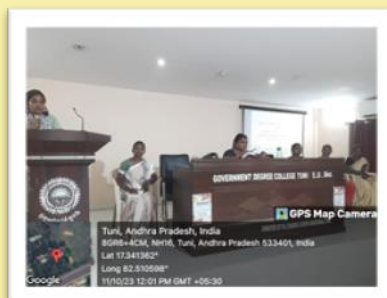 GOVERNMENT DEGREE COLLEGE TUNI E.G. Dist.
GPS Map Camera
Tuni, Andhra Pradesh, India
8GR6+4CM, NH16, Tuni, Andhra Pradesh 533401, India
Lat 17.341362°
Long 82.510598°
11/10/23 12:01 PM GMT +05:30
Google